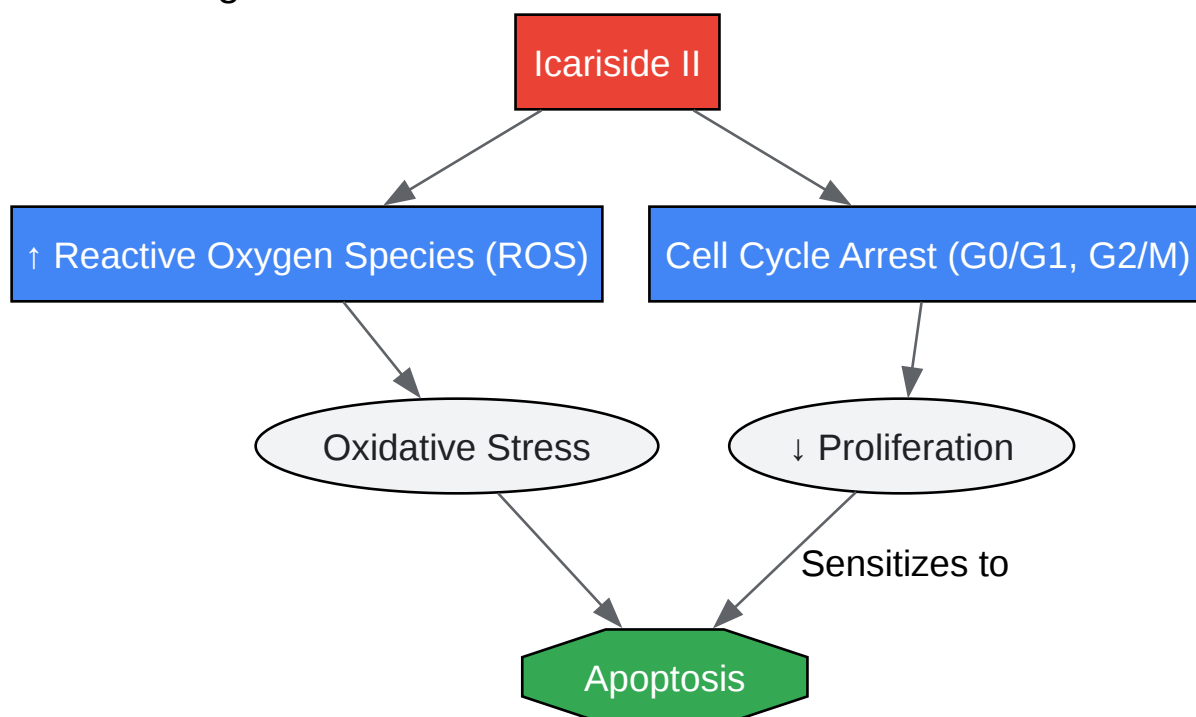 Icariside II
↑ Reactive Oxygen Species (ROS)
Cell Cycle Arrest (G0/G1, G2/M)
Oxidative Stress
↓ Proliferation
Sensitizes to
Apoptosis